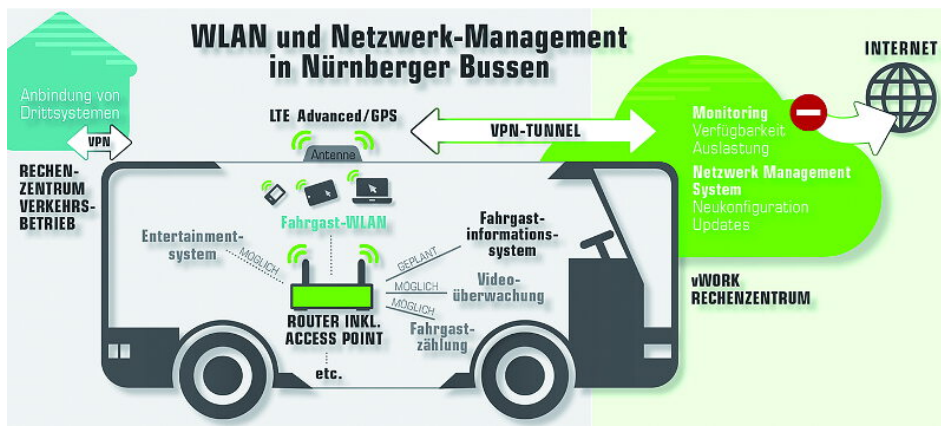 WLAN und Netzwerk-Management
in Nürnberger Bussen
Anbindung von
Drittsystemen
VPN
RECHEN-
ZENTRUM
VERKEHRS-
BETRIEB
LTE Advanced/GPS
Antenne
VPN-TUNNEL
INTERNET
Monitoring
Verfügbarkeit
Auslastung
Netzwerk Management
System
Neukonfiguration
Updates
vWORK
RECHENZENTRUM
Fahrgast-WLAN
Entertainment-
system
MÖGLICH
GEPLANT
Fahrgast-
informations-
system
MÖGLICH
Video-
überwachung
MÖGLICH
Fahrgast-
zählung
ROUTER INKL.
ACCESS POINT
etc.